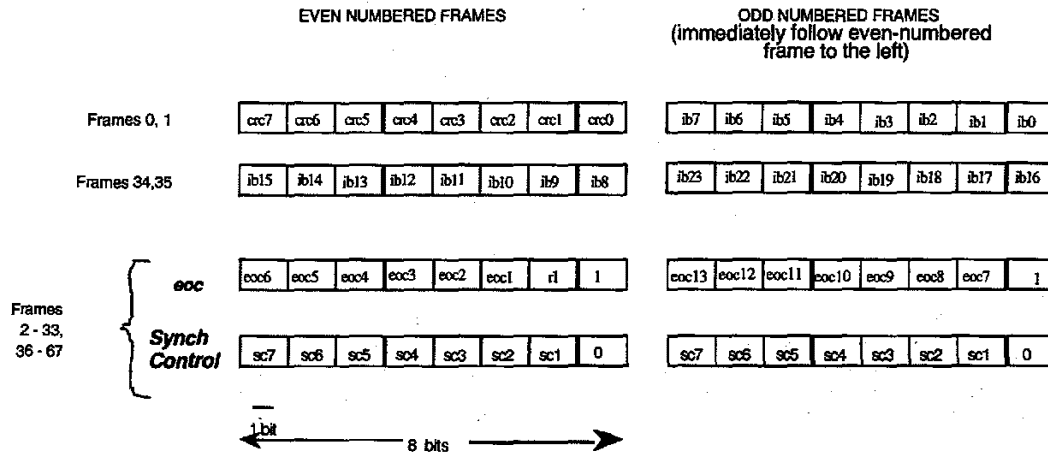 EVEN NUMBERED FRAMES
ODD NUMBERED FRAMES
(immediately follow even-numbered
frame to the left)
Frames 0, 1
crc7 crc6 crc5 crc4 crc3 crc2 crc1 crc0
ib7 ib6 ib5 ib4 ib3 ib2 ib1 ib0
Frames 34,35
ib15 ib14 ib13 ib12 ib11 ib10 ib9 ib8
ib23 ib22 ib21 ib20 ib19 ib18 ib17 ib16
eoc
eoc6 eoc5 eoc4 eoc3 eoc2 eoc1 r1 1
eoc13 eoc12 eoc11 eoc10 eoc9 eoc8 eoc7 1
Frames
2 - 33,
36 - 67
Synch
Control
sc7 sc6 sc5 sc4 sc3 sc2 sc1 0
sc7 sc6 sc5 sc4 sc3 sc2 sc1 0
1 bit
8 bits